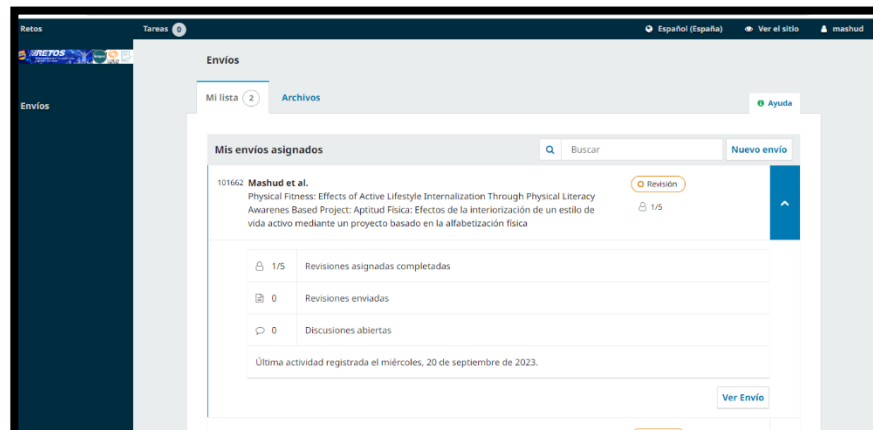 Retos
Tareas 0
Español (España)
Ver el sitio
mashud
RETOS
Envíos
Envíos
Mi lista 2
Archivos
Ayuda
Mis envíos asignados
Buscar
Nuevo envío
101662 Mashud et al.
Physical Fitness: Effects of Active Lifestyle Internalization Through Physical Literacy
Awarenes Based Project: Aptitud Física: Efectos de la interiorización de un estilo de
vida activo mediante un proyecto basado en la alfabetización física
Revisión
1/5
1/5 Revisiones asignadas completadas
0 Revisiones enviadas
0 Discusiones abiertas
Última actividad registrada el miércoles, 20 de septiembre de 2023.
Ver Envío